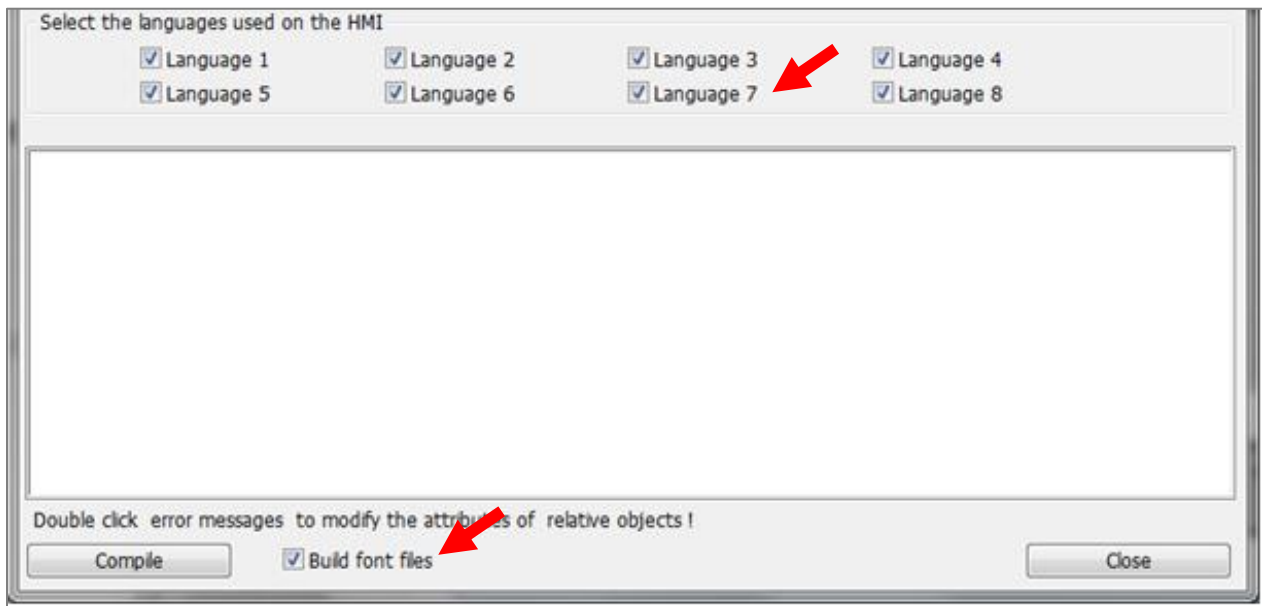 Select the languages used on the HMI
Language 1 Language 2 Language 3 Language 4
Language 5 Language 6 Language 7 Language 8
Double click error messages to modify the attributes of relative objects !
Compile Build font files Close